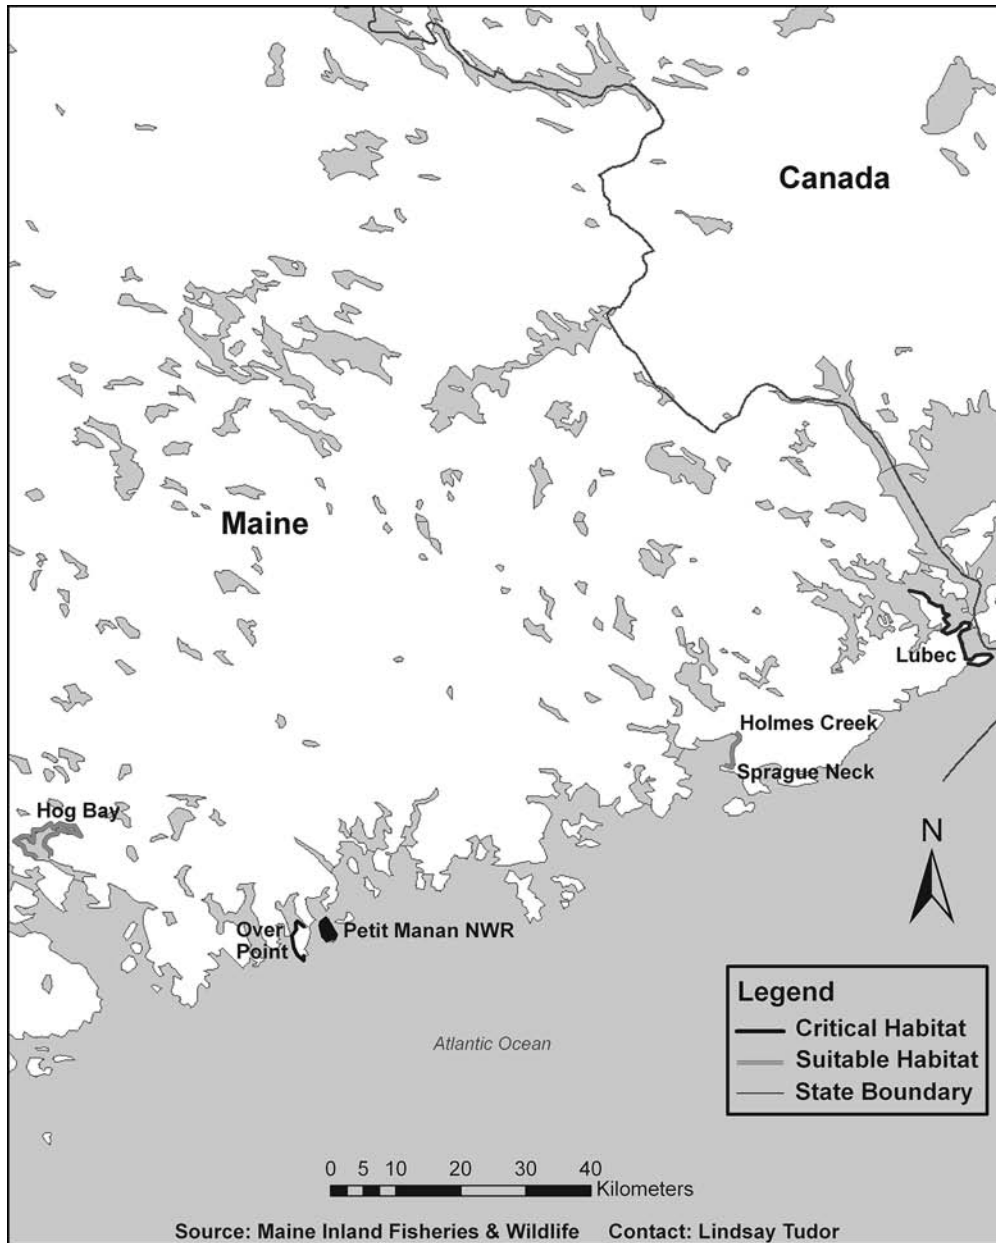 Canada
Maine
Lubec
Holmes Creek
Sprague Neck
Hog Bay
Over
Point
Petit Manan NWR
N
Atlantic Ocean
Legend
Critical Habitat
Suitable Habitat
State Boundary
0 5 10 20 30 40
Kilometers
Source: Maine Inland Fisheries & Wildlife Contact: Lindsay Tudor